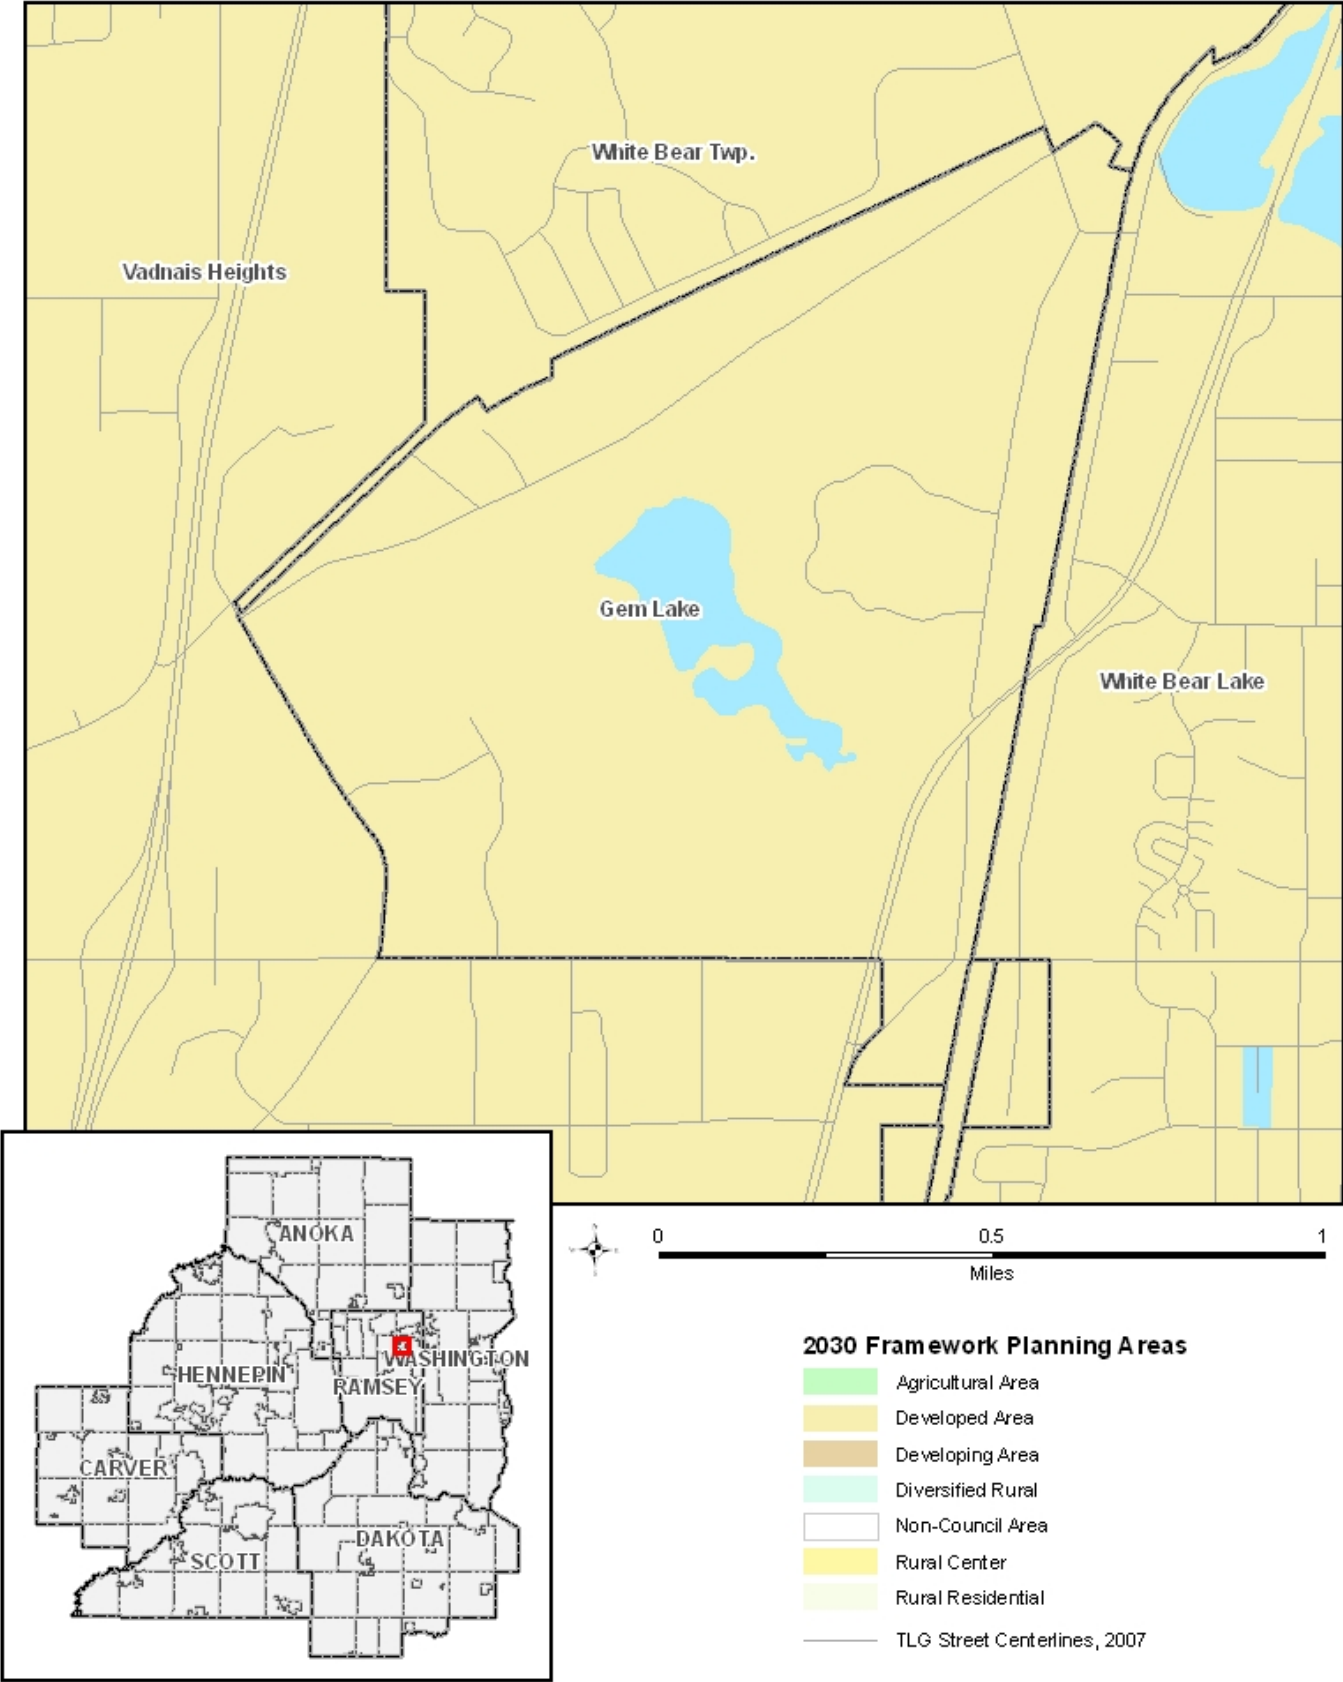 White Bear Twp.
Vadnais Heights
Gem Lake
White Bear Lake
ANOKA
HENNEPIN
WASHINGTON
RAMSEY
CARVER
SCOTT
DAKOTA
0 0.5 1
Miles
2030 Framework Planning Areas
Agricultural Area
Developed Area
Developing Area
Diversified Rural
Non-Council Area
Rural Center
Rural Residential
TLG Street Centerlines, 2007